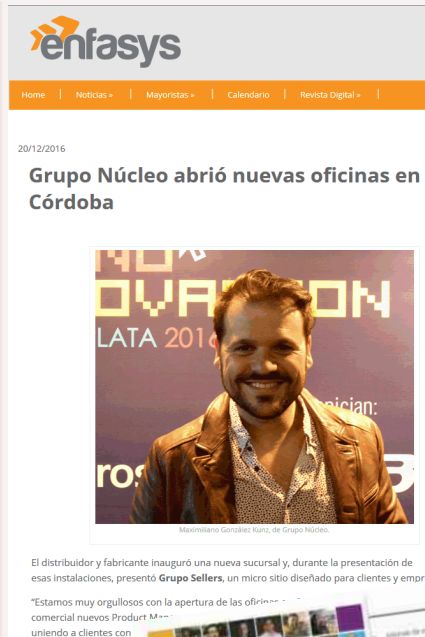 enfasys
Home | Noticias » | Mayoristas » | Calendario | Revista Digital » |
20/12/2016
Grupo Núcleo abrió nuevas oficinas en
Córdoba
LATA 2016
ician:
ros
Maximiliano González Kunz, de Grupo Núcleo.
El distribuidor y fabricante inauguró una nueva sucursal y, durante la presentación de
esas instalaciones, presentó Grupo Sellers, un micro sitio diseñado para clientes y empr
“Estamos muy orgullosos con la apertura de las oficinas
comercial nuevos Product
uniendo a clientes con